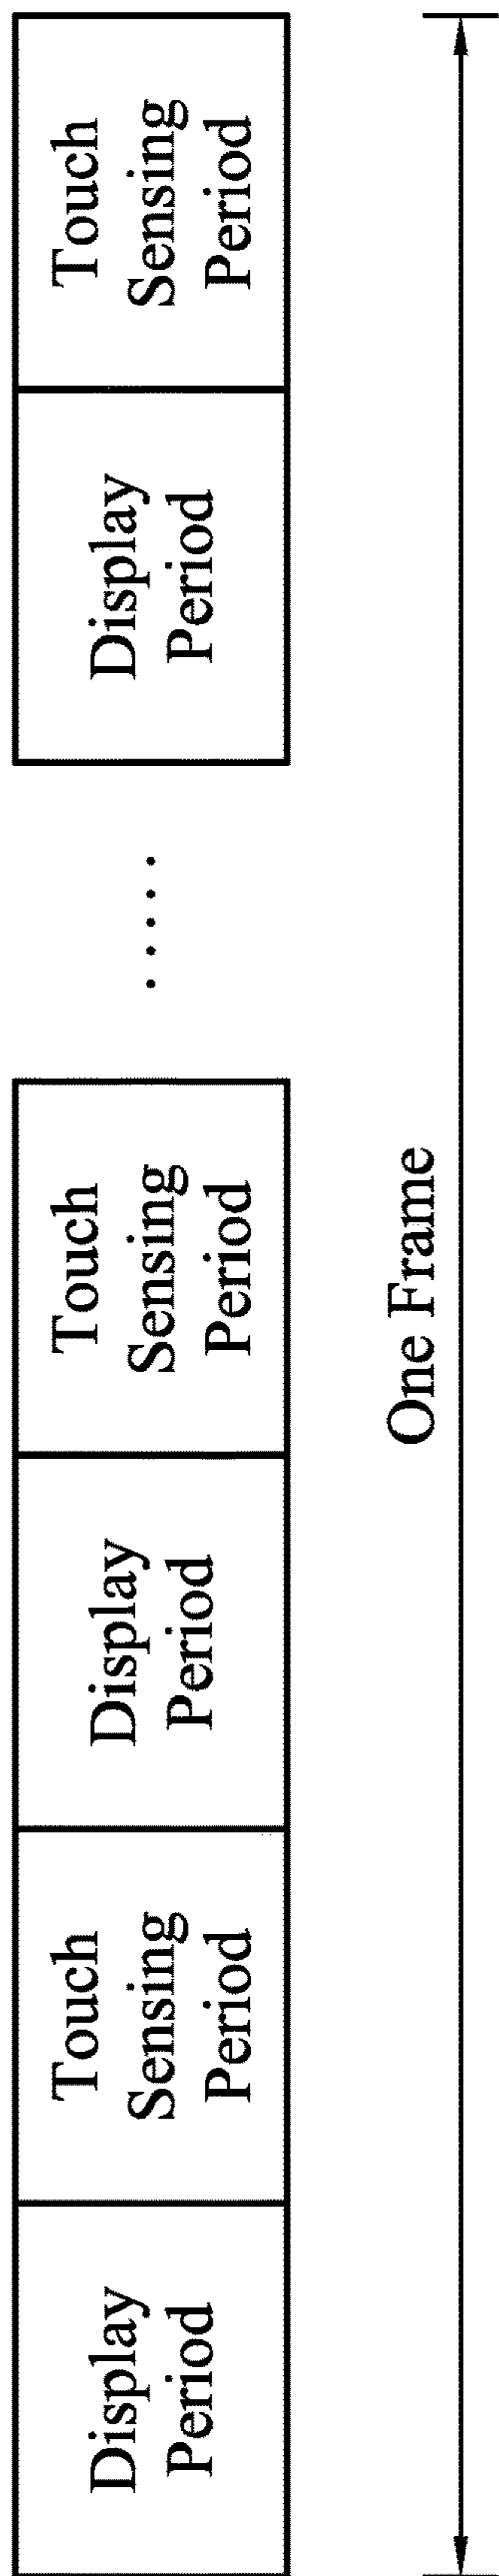 Display
Period
Touch
Sensing
Period
Display
Period
Touch
Sensing
Period
.....
Display
Period
Touch
Sensing
Period
One Frame